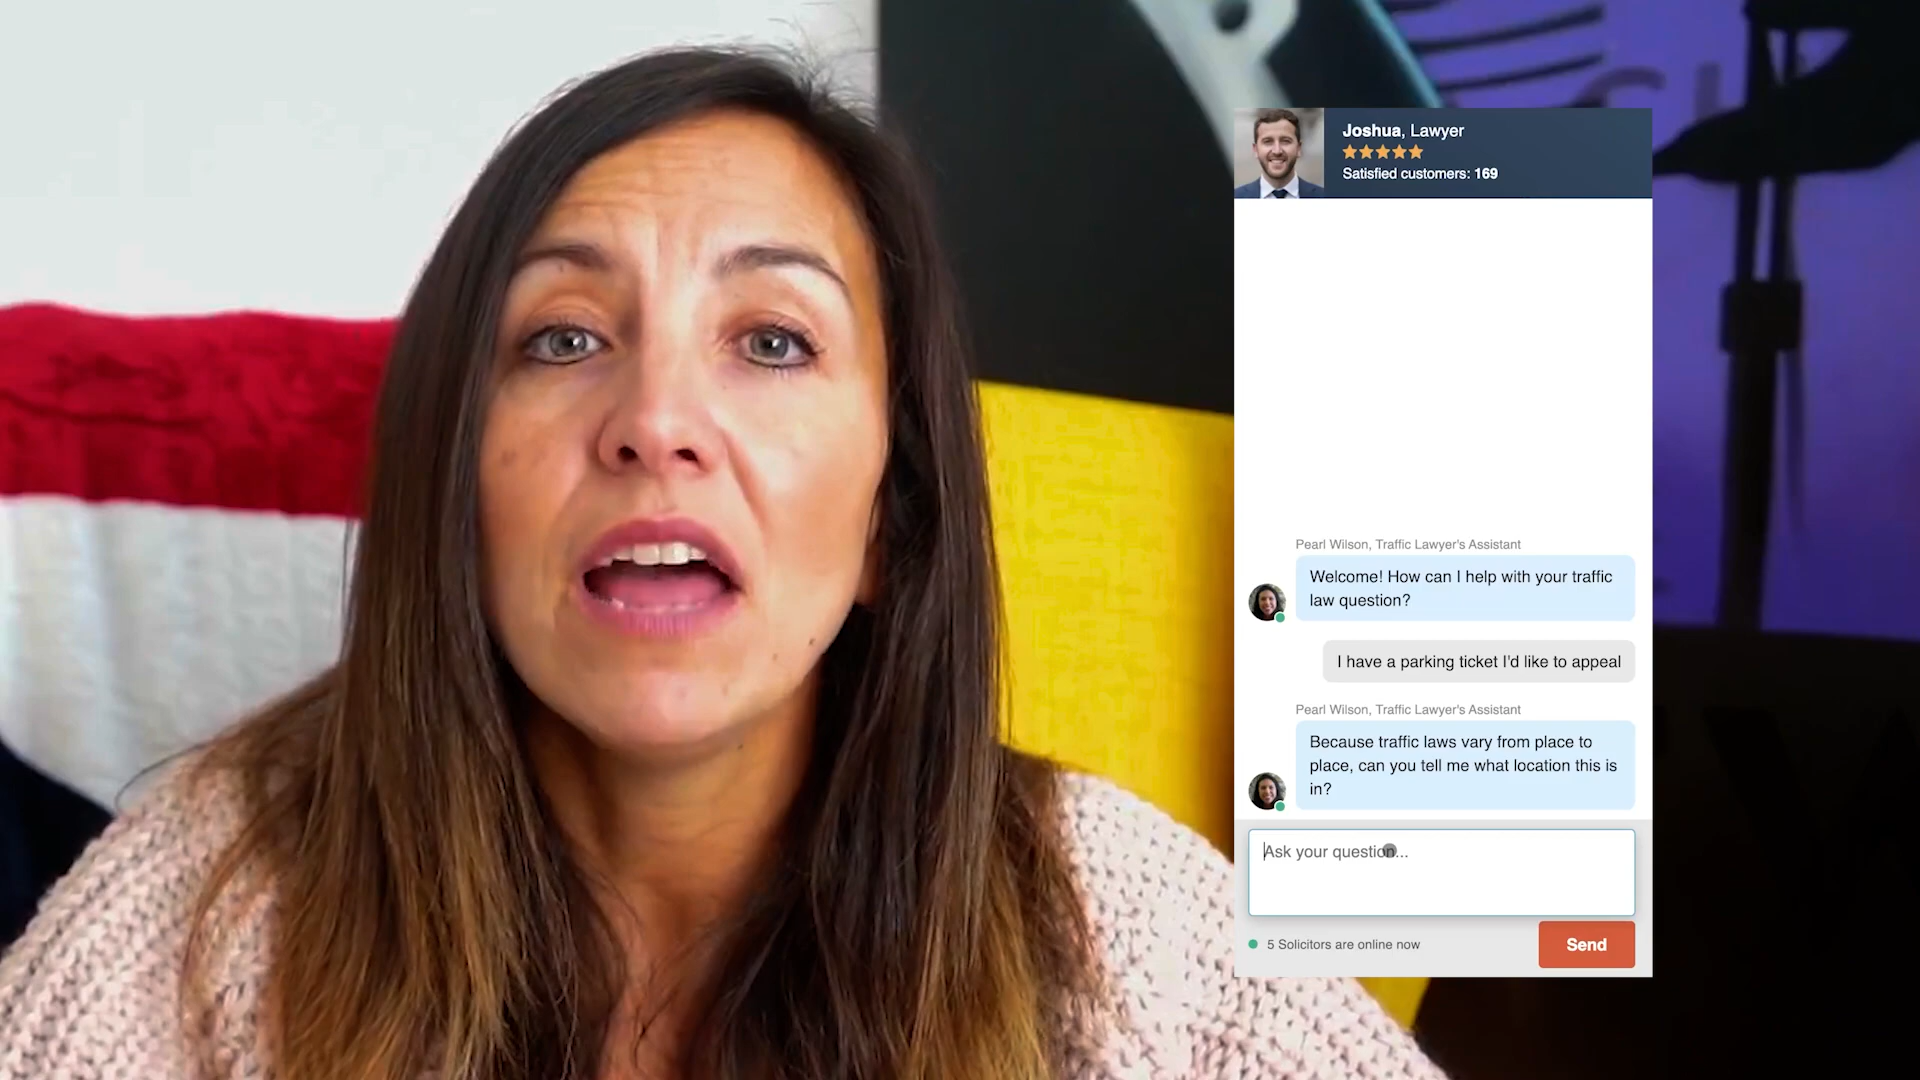 Joshua, Lawyer
Satisfied customers: 169
Pearl Wilson, Traffic Lawyer's Assistant
Welcome! How can I help with your traffic
law question?
I have a parking ticket I'd like to appeal
Pearl Wilson, Traffic Lawyer's Assistant
Because traffic laws vary from place to
place, can you tell me what location this is
in?
Ask your question...
5 Solicitors are online now
Send